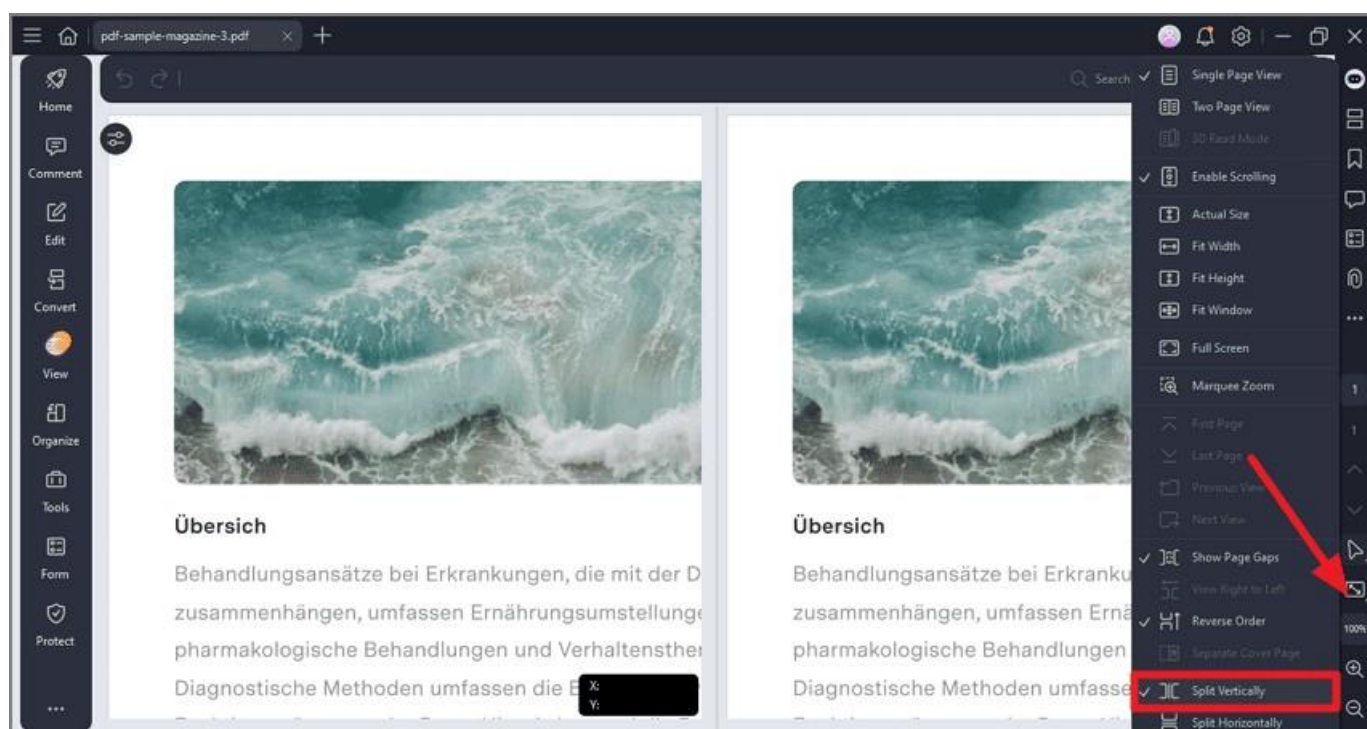 pdf-sample-magazine-3.pdf
Home
Comment
Edit
Convert
View
Organize
Tools
Form
Protect
Search
Übersich
Behandlungsansätze bei Erkrankungen, die mit der D
zusammenhängen, umfassen Ernährungsumstellunge
pharmakologische Behandlungen und Verhaltensther
Diagnostische Methoden umfassen die E
X:
Y:
Übersich
Behandlungsansätze bei Erkranku
zusammenhängen, umfassen Ernä
pharmakologische Behandlungen
Diagnostische Methoden umfasse
Single Page View
Two Page View
3D Read Mode
Enable Scrolling
Actual Size
Fit Width
Fit Height
Fit Window
Full Screen
Marquee Zoom
First Page
Last Page
Previous View
Next View
Show Page Gaps
View Right to Left
Reverse Order
Separate Cover Page
Split Vertically
Split Horizontally
1
1
100%